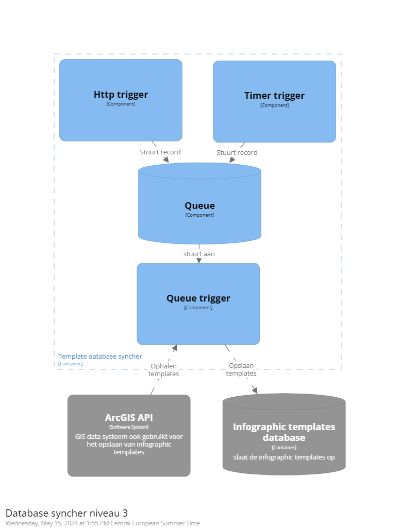 Http trigger
[Component]
Timer trigger
[Component]
Stuurt record
Stuurt record
Queue
[Component]
stuurt aan
Queue trigger
[[Component]]
Template database syncher
[[Container]]
Ophalen
templates
Opslaan
templates
ArcGIS API
[Software System]
GIS data systeem ook gebruikt voor
het opslaan van infographic
templates
Infographic templates
database
[Container]
slaat de infographic templates op
Database syncher niveau 3
Wednesday, May 15, 2024 at 1:55 PM Central European Summer Time